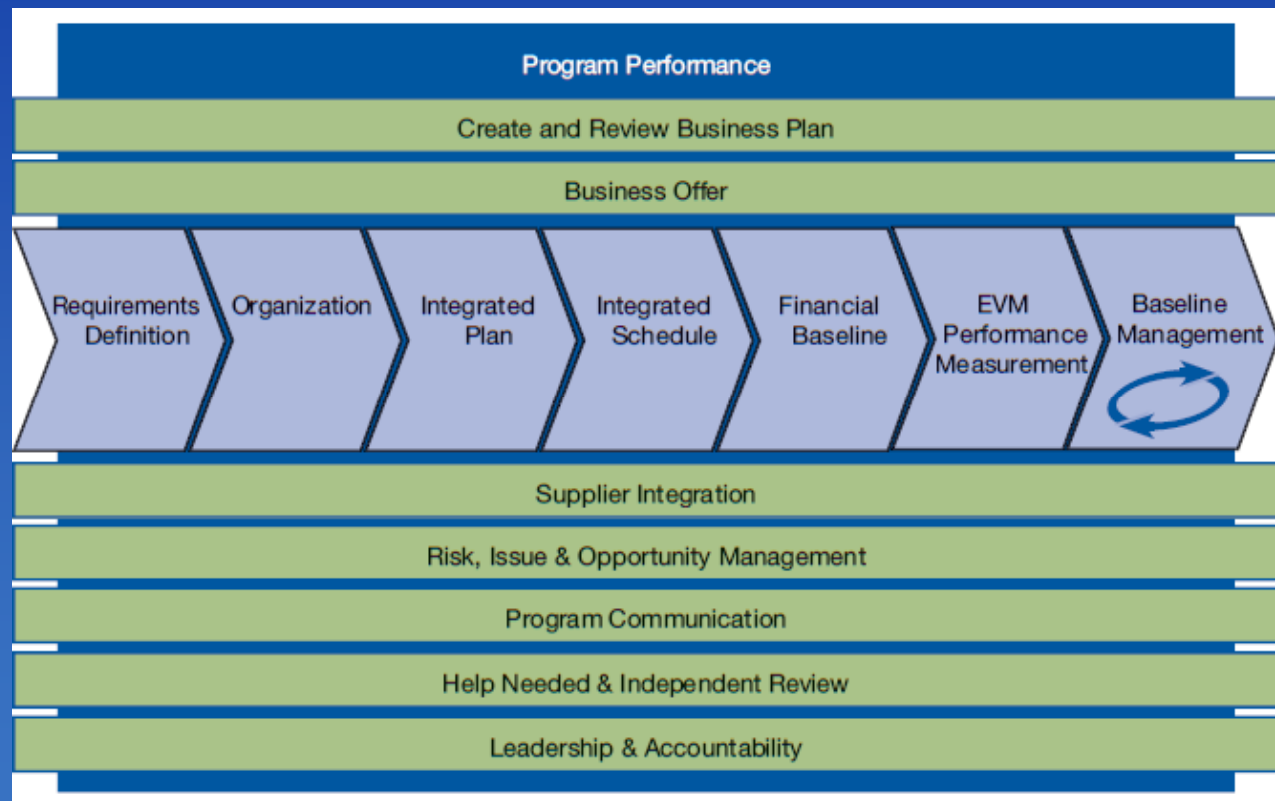 Program Performance
Create and Review Business Plan
Business Offer
Requirements
Definition
Organization
Integrated
Plan
Integrated
Schedule
Financial
Baseline
EVM
Performance
Measurement
Baseline
Management
Supplier Integration
Risk, Issue & Opportunity Management
Program Communication
Help Needed & Independent Review
Leadership & Accountability